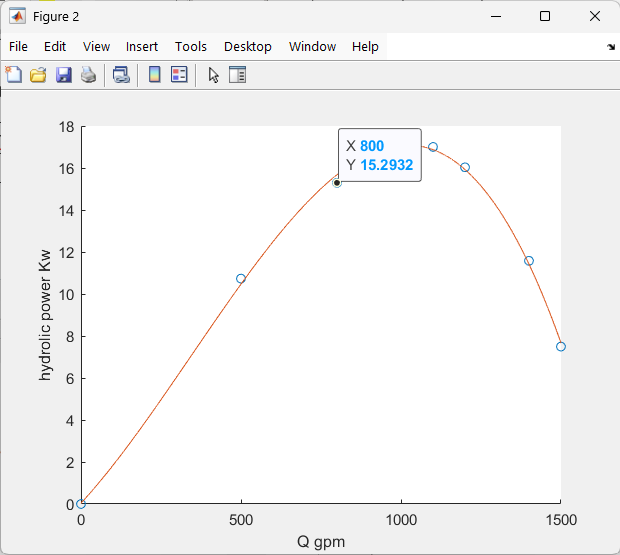 Figure 2
File Edit View Insert Tools Desktop Window Help
X 800
Y 15.2932
18
16
14
12
10
8
6
4
2
0
hydrolic power Kw
0 500 1000 1500
Q gpm